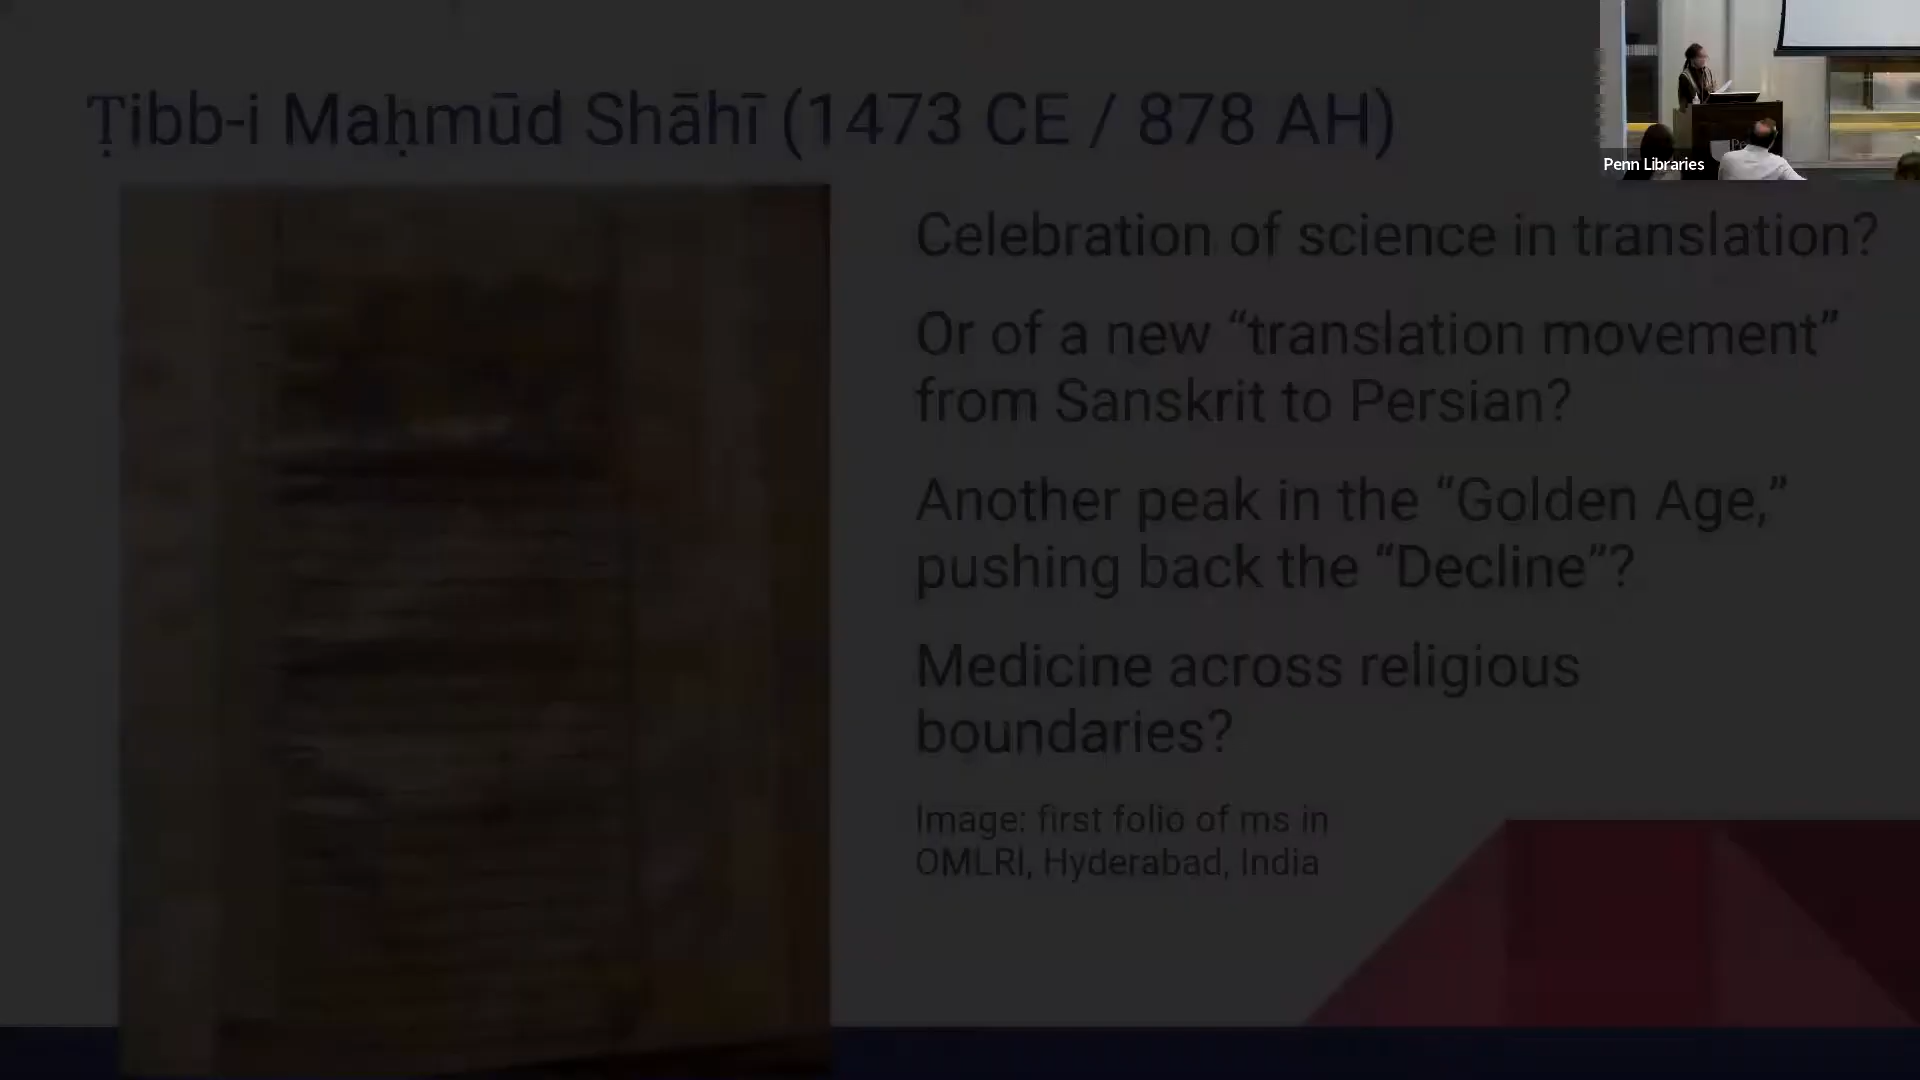 Ṭibb-i Maḥmūd Shāhī (1473 CE / 878 AH)
Penn Libraries
Celebration of science in translation?
Or of a new “translation movement”
from Sanskrit to Persian?
Another peak in the “Golden Age,”
pushing back the “Decline”?
Medicine across religious
boundaries?
Image: first folio of ms in
OMLRI, Hyderabad, India